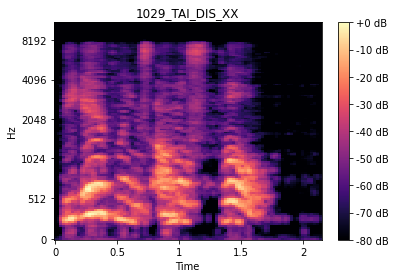 1029_TAI_DIS_XX
+0 dB
8192
-10 dB
-20 dB
4096
-30 dB
2048
-40 dB
Hz
1024
-50 dB
512
-60 dB
-70 dB
0
-80 dB
0 0.5 1 1.5 2
Time